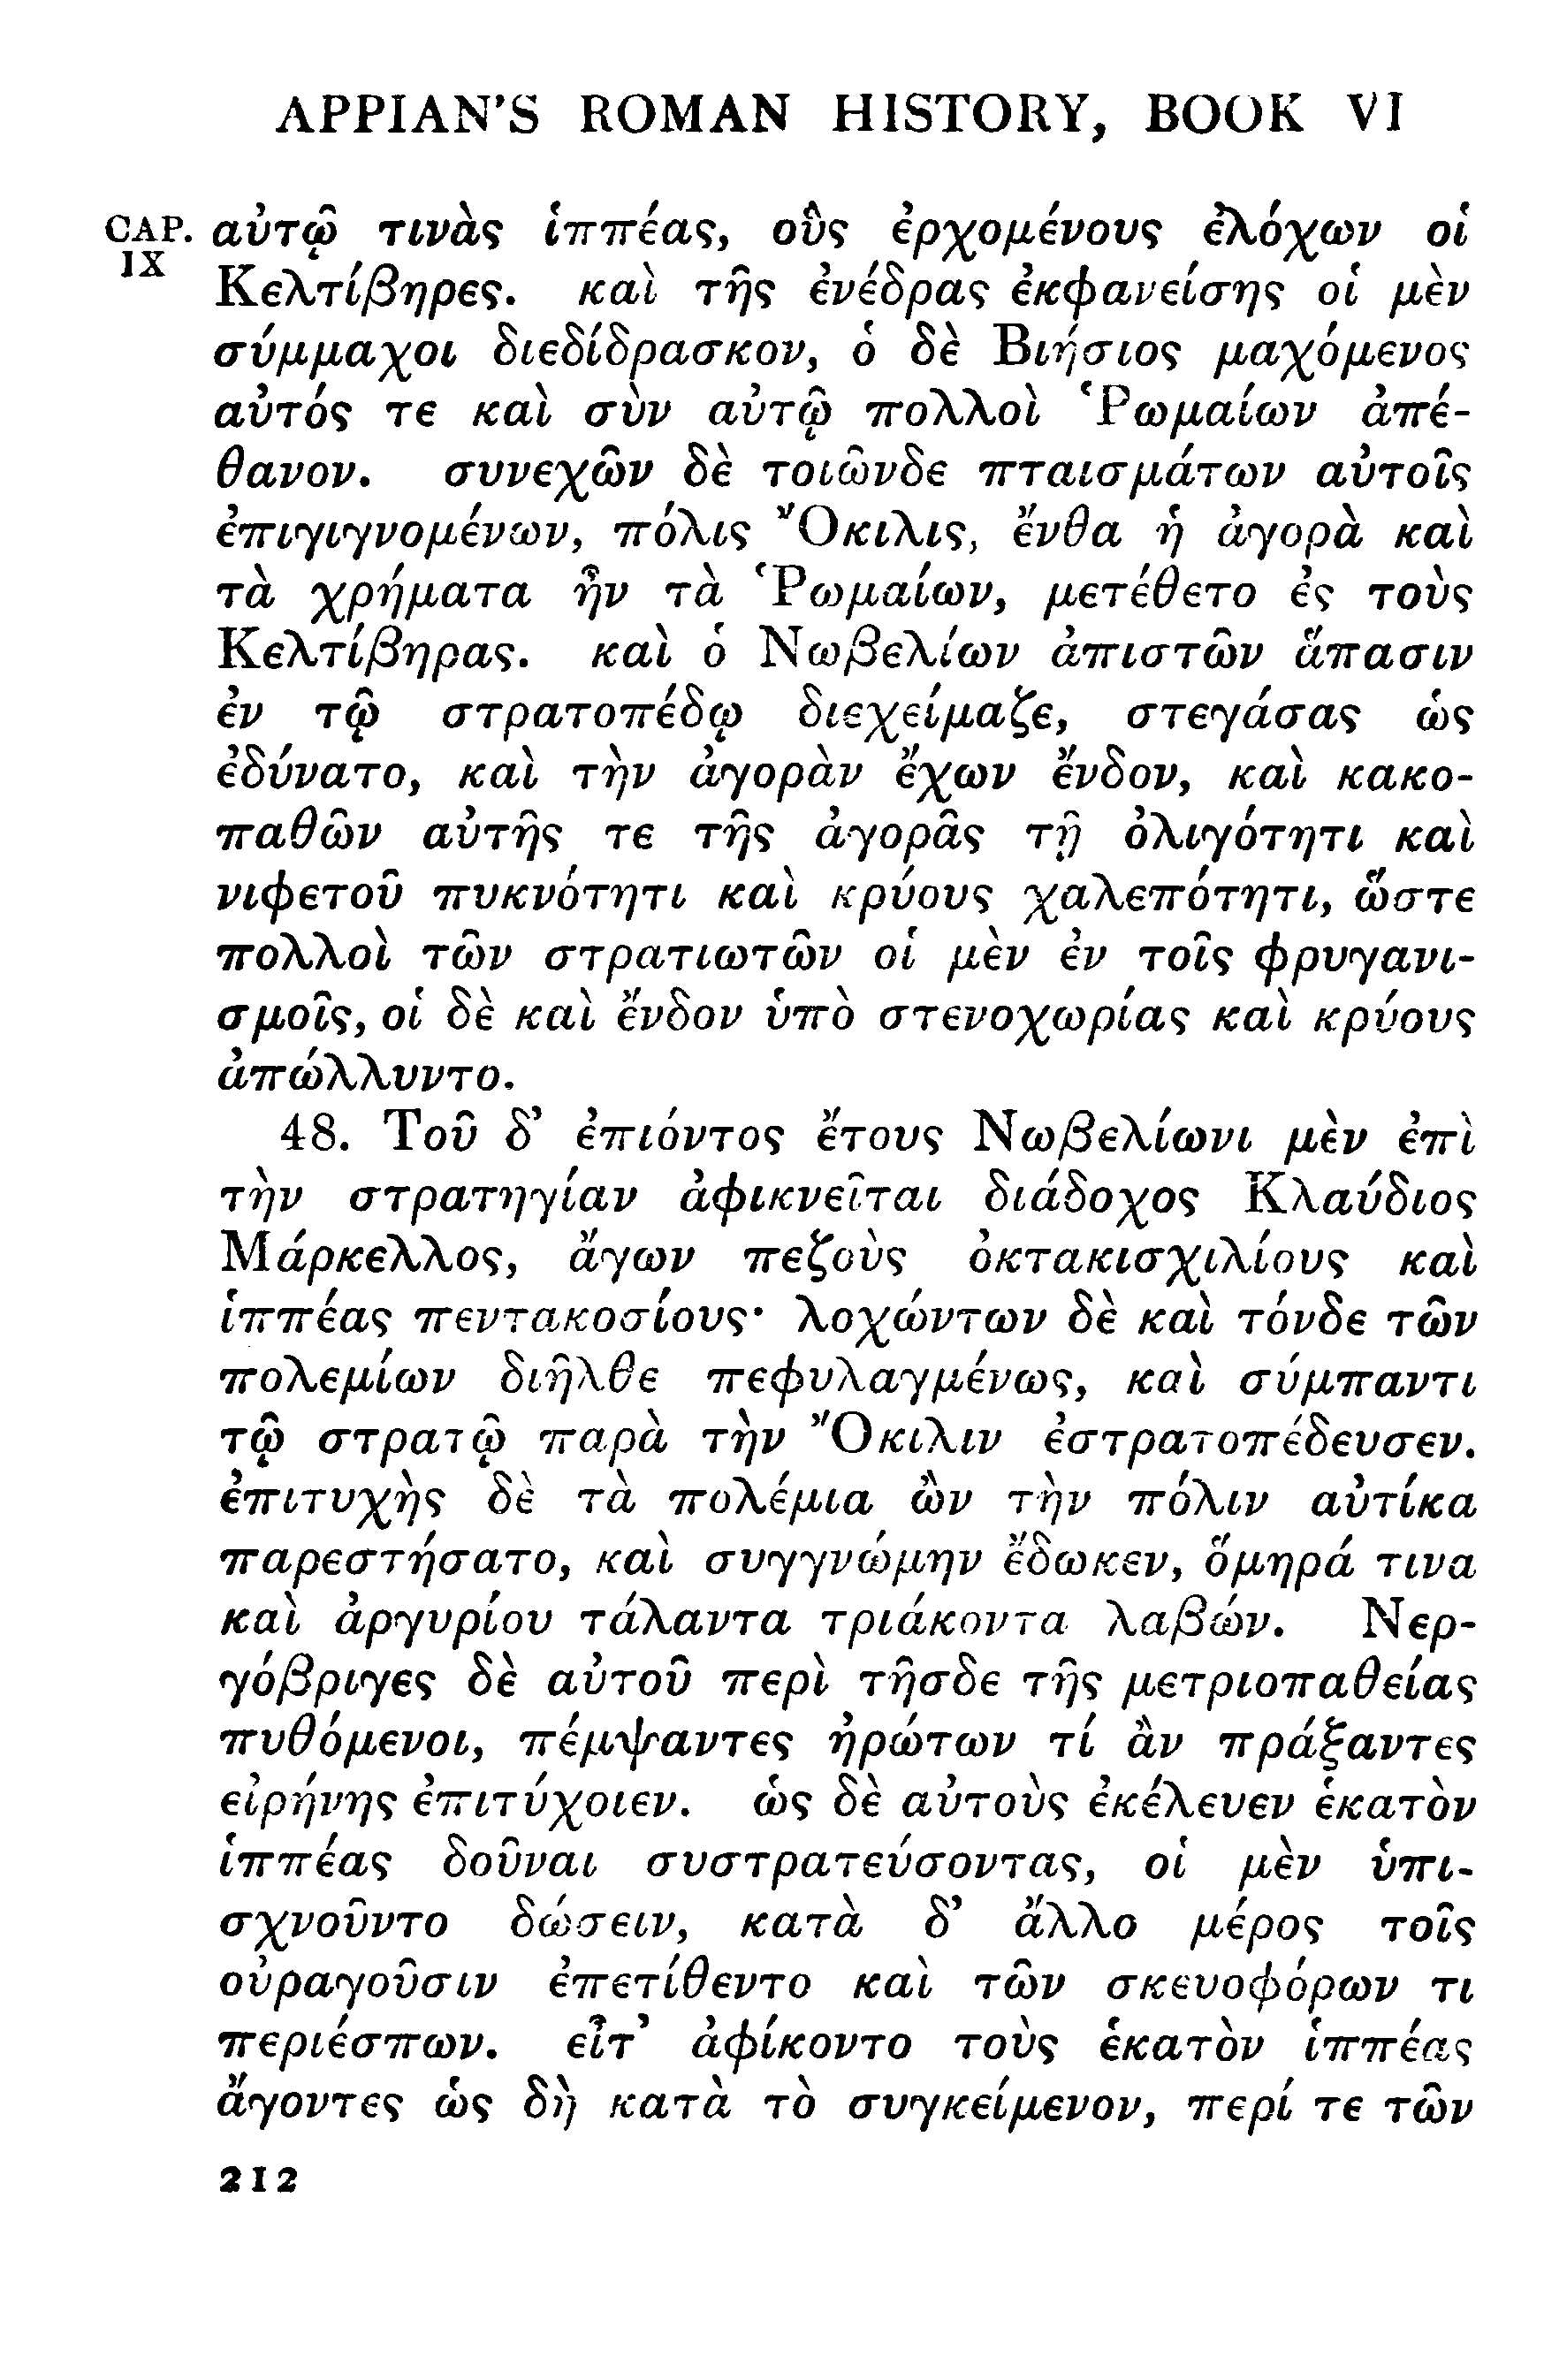 APPIAN'S ROMAN HISTORY, BOOK VI
CAP. IX
αὐτῷ τινὰς ἱππέας, οὓς ἐρχομένους ἐλόχων οἱ
Κελτίβηρες. καὶ τῆς ἐνέδρας ἐκφανείσης οἱ μὲν
σύμμαχοι διεδίδρασκον, ὁ δὲ Βιήσιος μαχόμενος
αὐτός τε καὶ σὺν αὐτῷ πολλοὶ Ῥωμαίων ἀπέ-
θανον. συνεχῶν δὲ τοιῶνδε πταισμάτων αὐτοῖς
ἐπιγιγνομένων, πόλις Ὄκιλις, ἔνθα ἡ ἀγορὰ καὶ
τὰ χρήματα ἦν τὰ Ῥωμαίων, μετέθετο ἐς τοὺς
Κελτίβηρας. καὶ ὁ Νωβελίων ἀπιστῶν ἅπασιν
ἐν τῷ στρατοπέδῳ διεχείμαζε, στεγάσας ὡς
ἐδύνατο, καὶ τὴν ἀγορὰν ἔχων ἔνδον, καὶ κακο-
παθῶν αὐτῆς τε τῆς ἀγορᾶς τῇ ὀλιγότητι καὶ
νιφετοῦ πυκνότητι καὶ κρύους χαλεπότητι, ὥστε
πολλοὶ τῶν στρατιωτῶν οἱ μὲν ἐν τοῖς φρυγανι-
σμοῖς, οἱ δὲ καὶ ἔνδον ὑπὸ στενοχωρίας καὶ κρύους
ἀπώλλυντο.
48. Τοῦ δ' ἐπιόντος ἔτους Νωβελίωνι μὲν ἐπὶ
τὴν στρατηγίαν ἀφικνεῖται διάδοχος Κλαύδιος
Μάρκελλος, ἄγων πεζοὺς ὀκτακισχιλίους καὶ
ἱππέας πεντακοσίους· λοχώντων δὲ καὶ τόνδε τῶν
πολεμίων διῆλθε πεφυλαγμένως, καὶ σύμπαντι
τῷ στρατῷ παρὰ τὴν Ὄκιλιν ἐστρατοπέδευσεν.
ἐπιτυχὴς δὲ τὰ πολέμια ὢν τὴν πόλιν αὐτίκα
παρεστήσατο, καὶ συγγνώμην ἔδωκεν, ὅμηρά τινα
καὶ ἀργυρίου τάλαντα τριάκοντα λαβών. Νερ-
γόβριγες δὲ αὐτοῦ περὶ τῆσδε τῆς μετριοπαθείας
πυθόμενοι, πέμψαντες ἠρώτων τί ἂν πράξαντες
εἰρήνης ἐπιτύχοιεν. ὡς δὲ αὐτοὺς ἐκέλευεν ἑκατὸν
ἱππέας δοῦναι συστρατεύσοντας, οἱ μὲν ὑπι-
σχνοῦντο δώσειν, κατὰ δ' ἄλλο μέρος τοῖς
οὐραγοῦσιν ἐπετίθεντο καὶ τῶν σκευοφόρων τι
περιέσπων. εἶτ' ἀφίκοντο τοὺς ἑκατὸν ἱππέας
ἄγοντες ὡς δὴ κατὰ τὸ συγκείμενον, περί τε τῶν
212